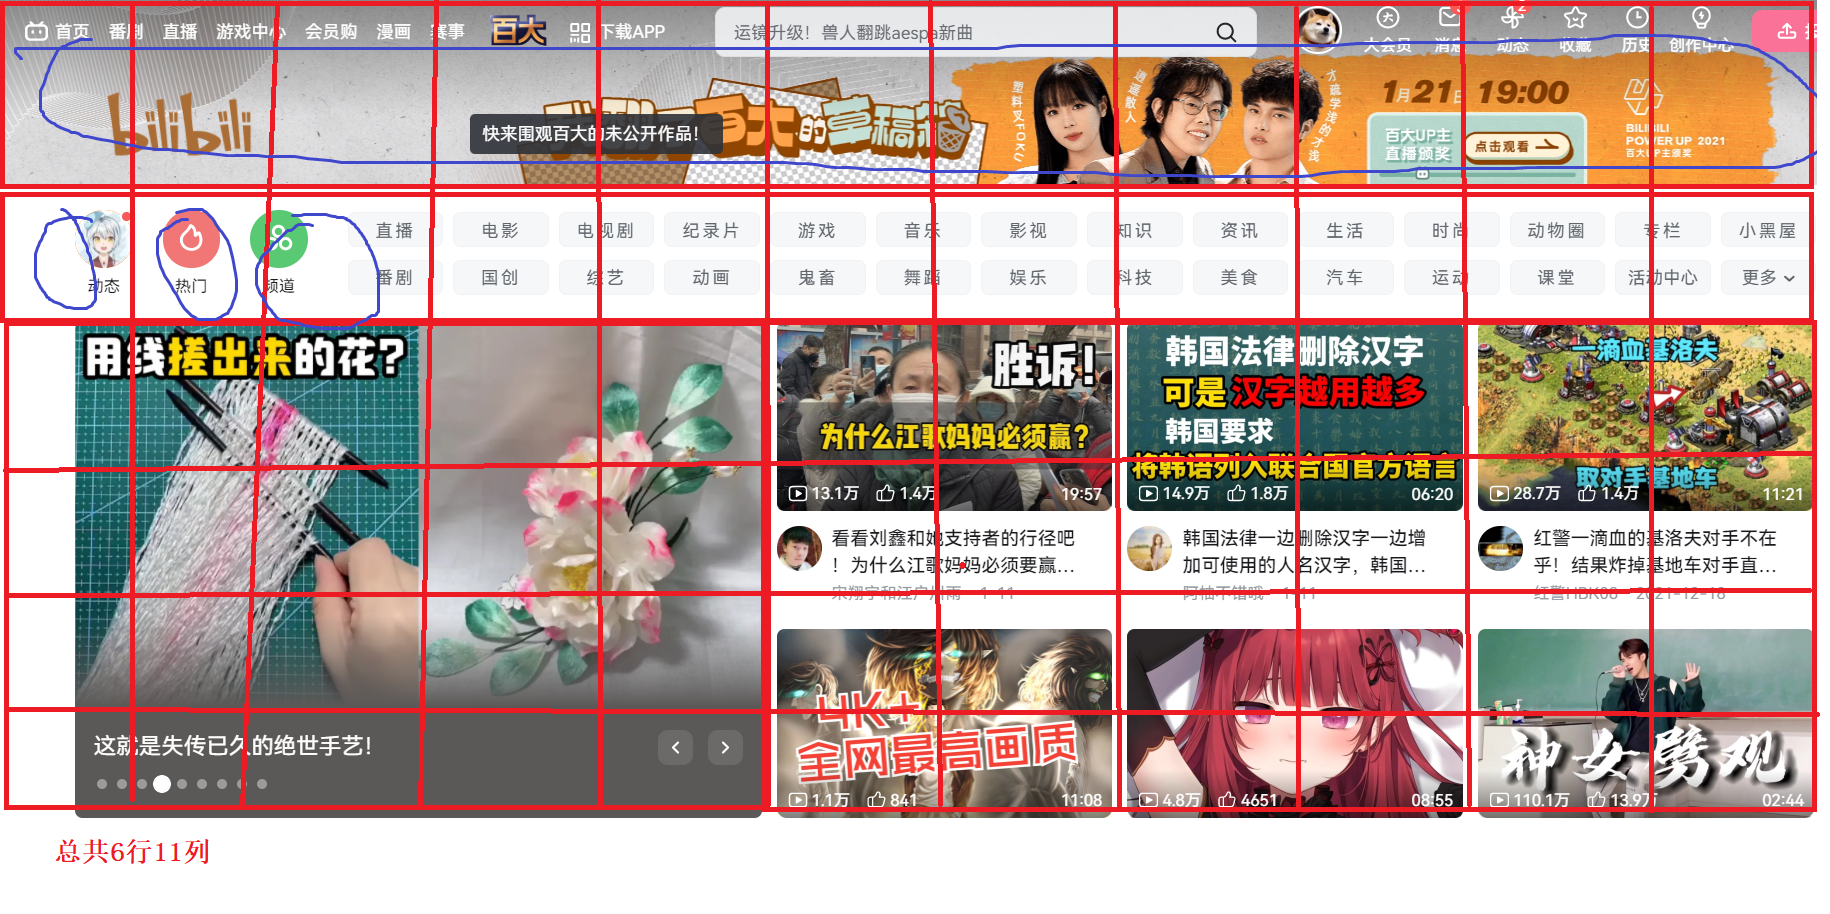 首页 番剧 直播 游戏中心 会员购 漫画 赛事 百大 下载APP
运镜升级！兽人翻跳aespa新曲
大会员 消息 动态 收藏 历史 创作中心
2
bilibili
百大的草稿箱
快来围观百大的未公开作品！
塑料叉FOKU
逍遥散人
才疏学浅的才浅
1月21日 19:00
百大UP主
直播颁奖
点击观看
BILIBILI
POWER UP 2021
百大UP主颁奖
动态 热门 频道
直播 电影 电视剧 纪录片 游戏 音乐 影视 知识 资讯 生活 时尚 动物圈 专栏 小黑屋
番剧 国创 综艺 动画 鬼畜 舞蹈 娱乐 科技 美食 汽车 运动 课堂 活动中心 更多
用线搓出来的花？
这就是失传已久的绝世手艺！
胜诉！
为什么江歌妈妈必须赢？
13.1万 1.4万 19:57
看看刘鑫和她支持者的行径吧
！为什么江歌妈妈必须要赢...
韩国法律删除汉字
可是汉字越用越多
韩国要求
将韩语列入联合国官方语言
14.9万 1.8万 06:20
韩国法律一边删除汉字一边增
加可使用的人名汉字，韩国...
阿柚不错哦 1-11
一滴血基洛夫
取对手基地车
28.7万 1.4万 11:21
红警一滴血的基洛夫对手不在
乎！结果炸掉基地车对手直...
红警HBK08 2021-12-18
4K+
全网最高画质
1.1万 841 11:08
4.8万 4651 08:55
神女劈观
110.1万 13.9万 02:44
总共6行11列